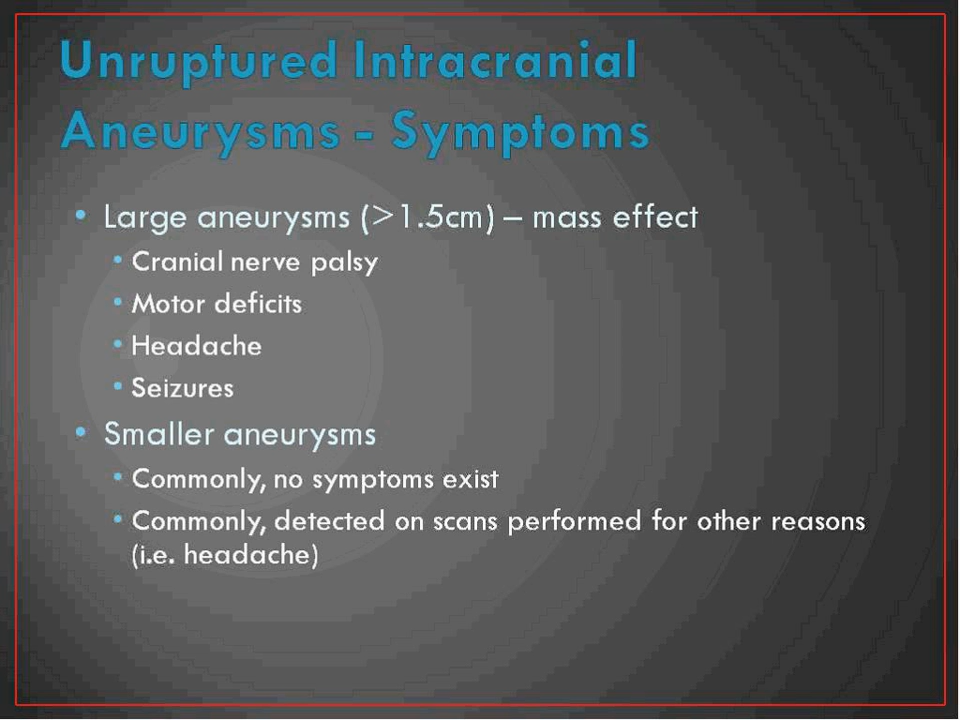 Unruptured Intracranial
Aneurysms - Symptoms
• Large aneurysms (>1.5cm) – mass effect
• Cranial nerve palsy
• Motor deficits
• Headache
• Seizures
• Smaller aneurysms
• Commonly, no symptoms exist
• Commonly, detected on scans performed for other reasons
(i.e. headache)